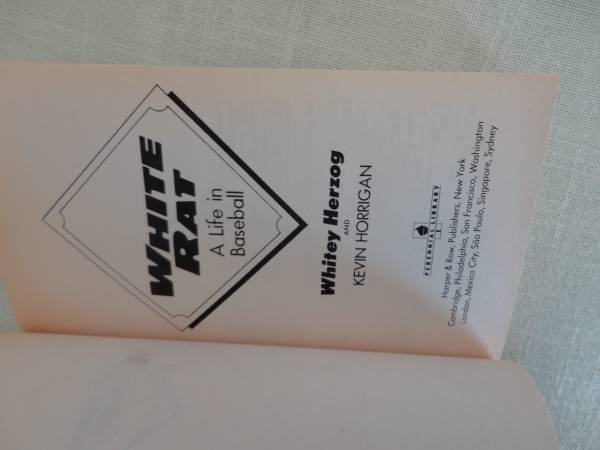 WHITE
RAT
A Life in
Baseball
Whitey Herzog
AND
KEVIN HORRIGAN
PERENNIAL LIBRARY
Harper & Row, Publishers, New York
Cambridge, Philadelphia, San Francisco, Washington
London, Mexico City, São Paulo, Singapore, Sydney